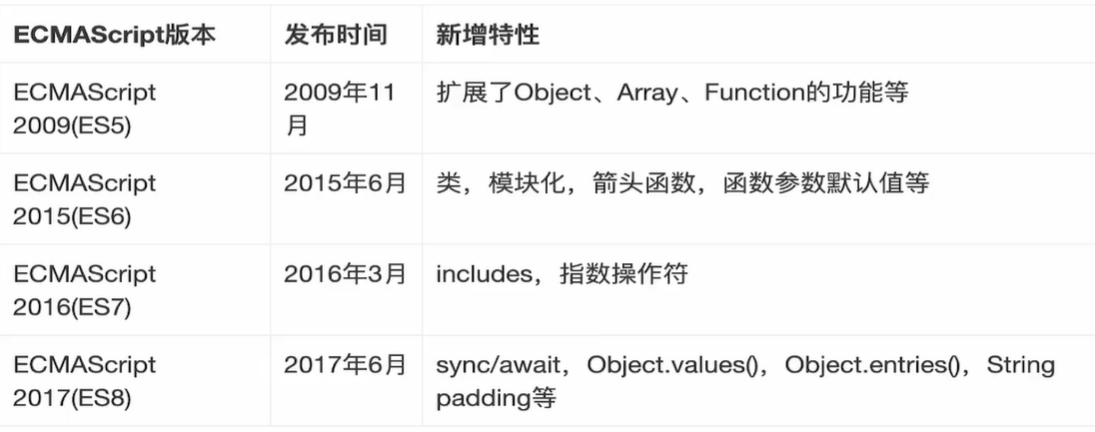 ECMAScript版本 发布时间 新增特性
ECMAScript 2009年11 扩展了Object、Array、Function的功能等
2009(ES5) 月
ECMAScript 2015年6月 类，模块化，箭头函数，函数参数默认值等
2015(ES6)
ECMAScript 2016年3月 includes，指数操作符
2016(ES7)
ECMAScript 2017年6月 sync/await，Object.values()，Object.entries()，String
2017(ES8) padding等